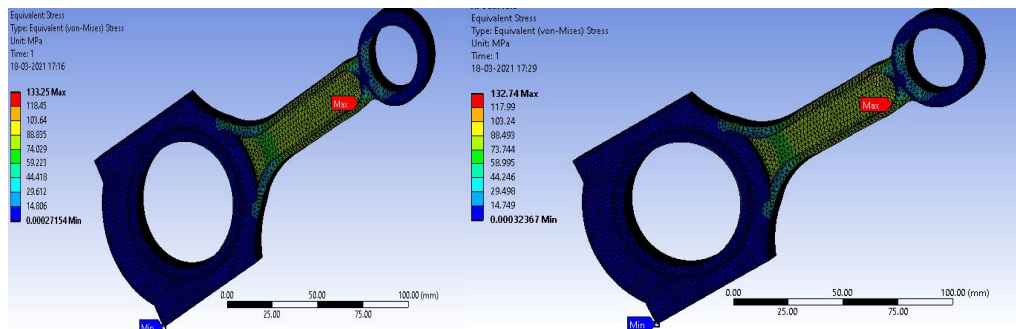 Equivalent Stress
Type: Equivalent (von-Mises) Stress
Unit: MPa
Time: 1
18-03-2021 17:16
133.25 Max
118.45
103.64
88.835
74.029
59.223
44.418
29.612
14.806
0.00027154 Min
Max
Min
0.00 50.00 100.00 (mm)
25.00 75.00
Equivalent Stress
Type: Equivalent (von-Mises) Stress
Unit: MPa
Time: 1
18-03-2021 17:29
132.74 Max
117.99
103.24
88.493
73.744
58.995
44.246
29.498
14.749
0.00032367 Min
Max
Min
0.00 50.00 100.00 (mm)
25.00 75.00